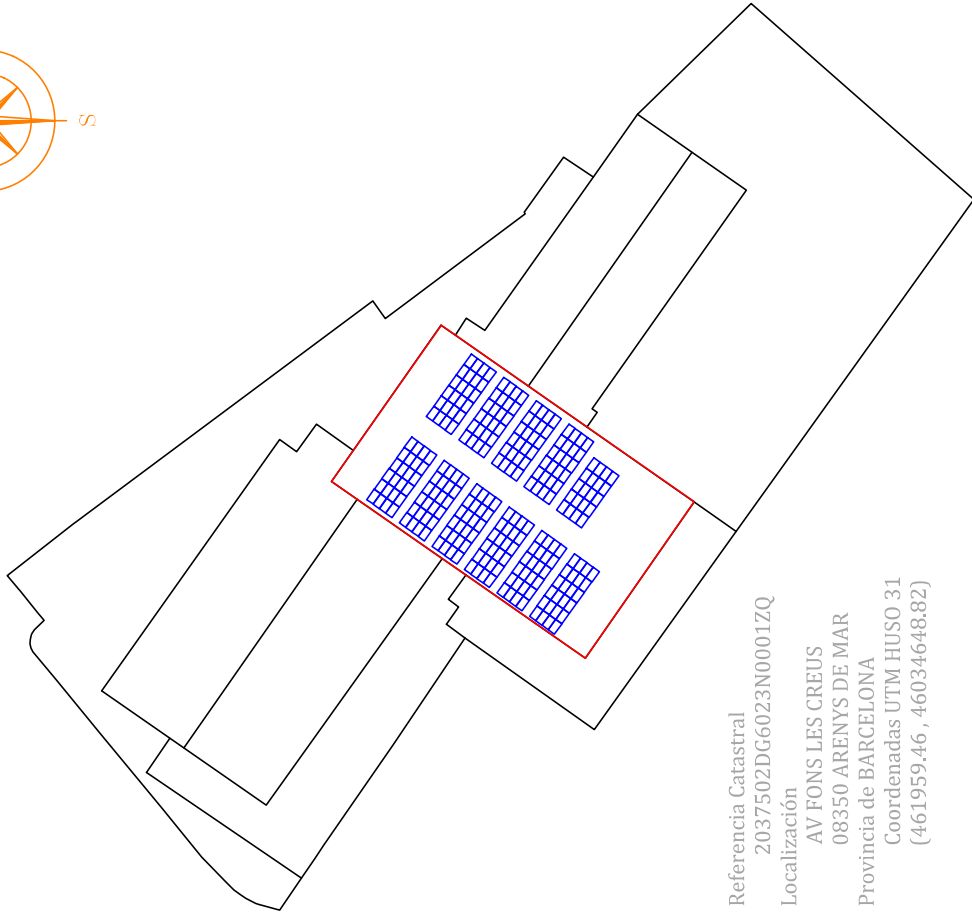 S
Referencia Catastral
2037502DG6023N0001ZQ
Localización
AV FONS LES CREUS
08350 ARENYS DE MAR
Provincia de BARCELONA
Coordenadas UTM HUSO 31
(461959.46 , 46034648.82)